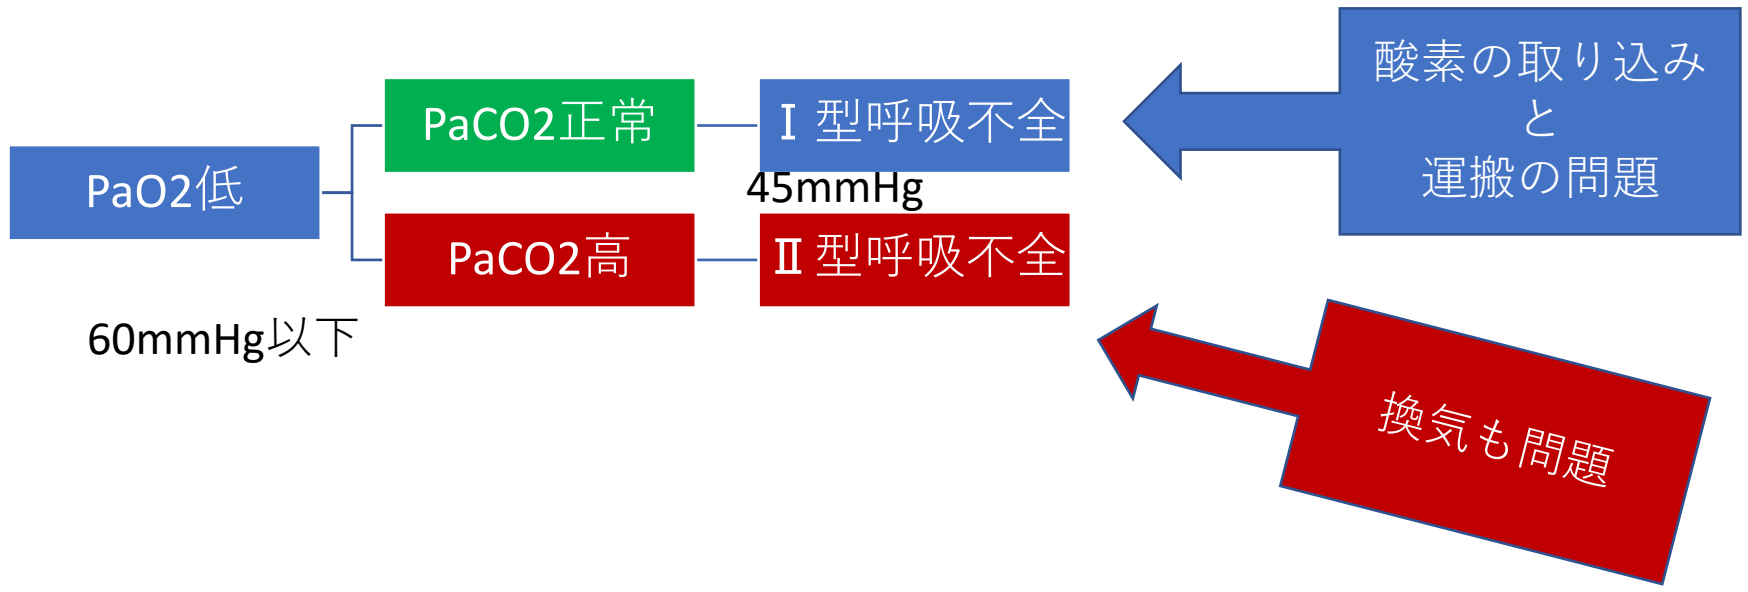 酸素の取り込み
と
運搬の問題
PaCO2正常
Ⅰ型呼吸不全
PaO2低
45mmHg
PaCO2高
Ⅱ型呼吸不全
60mmHg以下
換気も問題